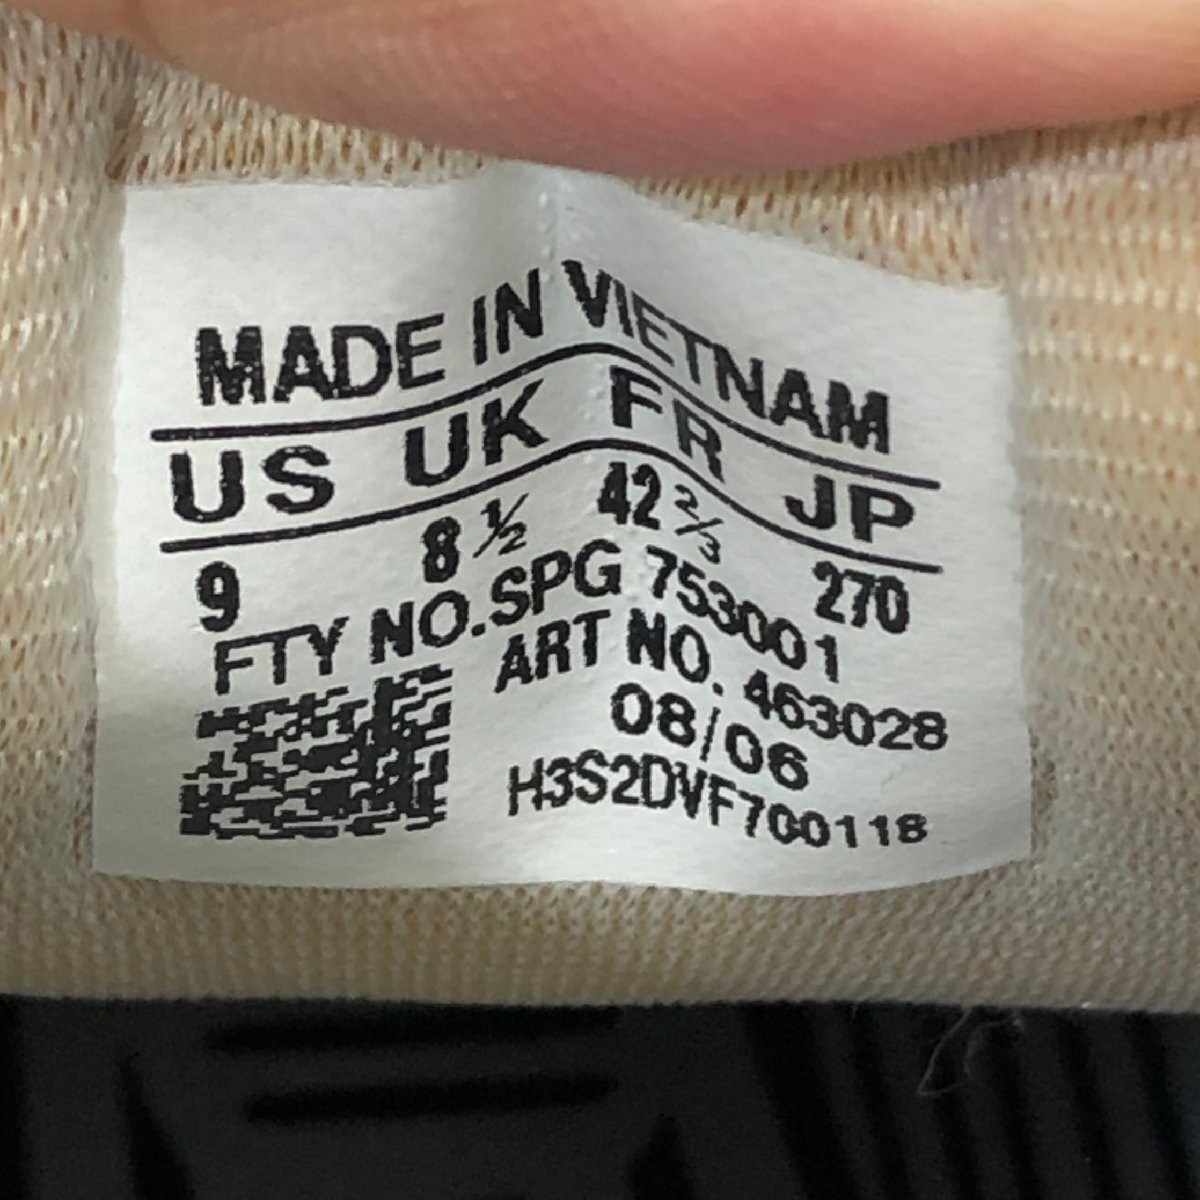 MADE IN VIETNAM
US UK FR JP
9 8 1/2 42 2/3 270
FTY NO.SPG 753001
ART NO. 463028
08/06
H3S2DVF700118